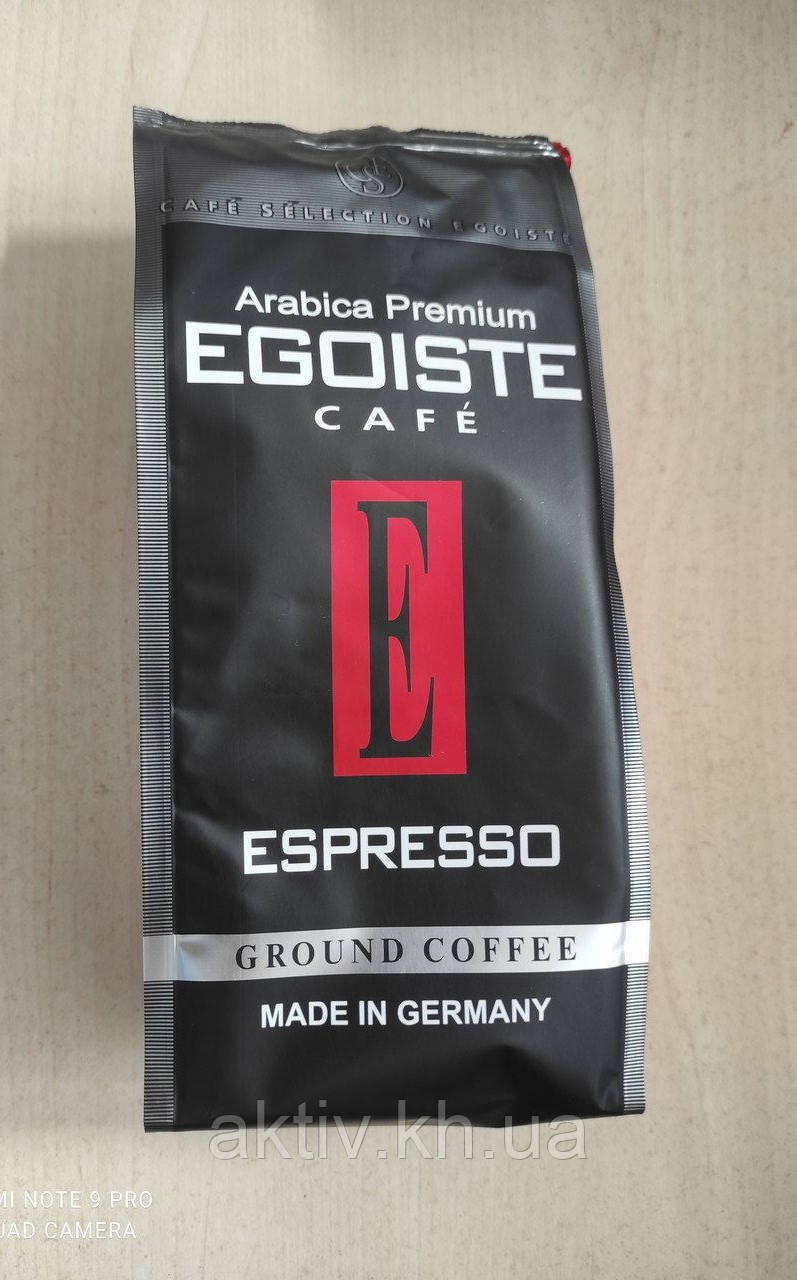 CAFÉ SÉLECTION EGOISTE
Arabica Premium
EGOISTE
CAFÉ
E
ESPRESSO
GROUND COFFEE
MADE IN GERMANY
aktiv.kh.ua
MI NOTE 9 PRO
UAD CAMERA